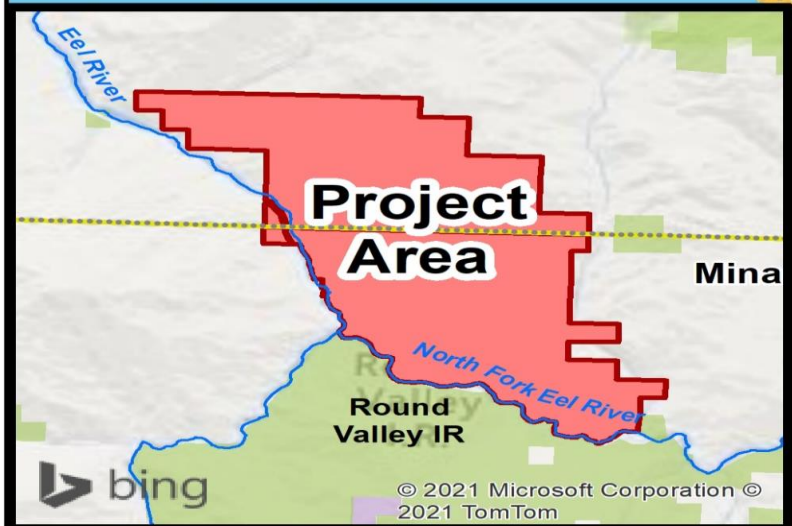 Eel River
Project
Area
Mina
North Fork Eel River
Round
Valley IR
bing
© 2021 Microsoft Corporation ©
2021 TomTom